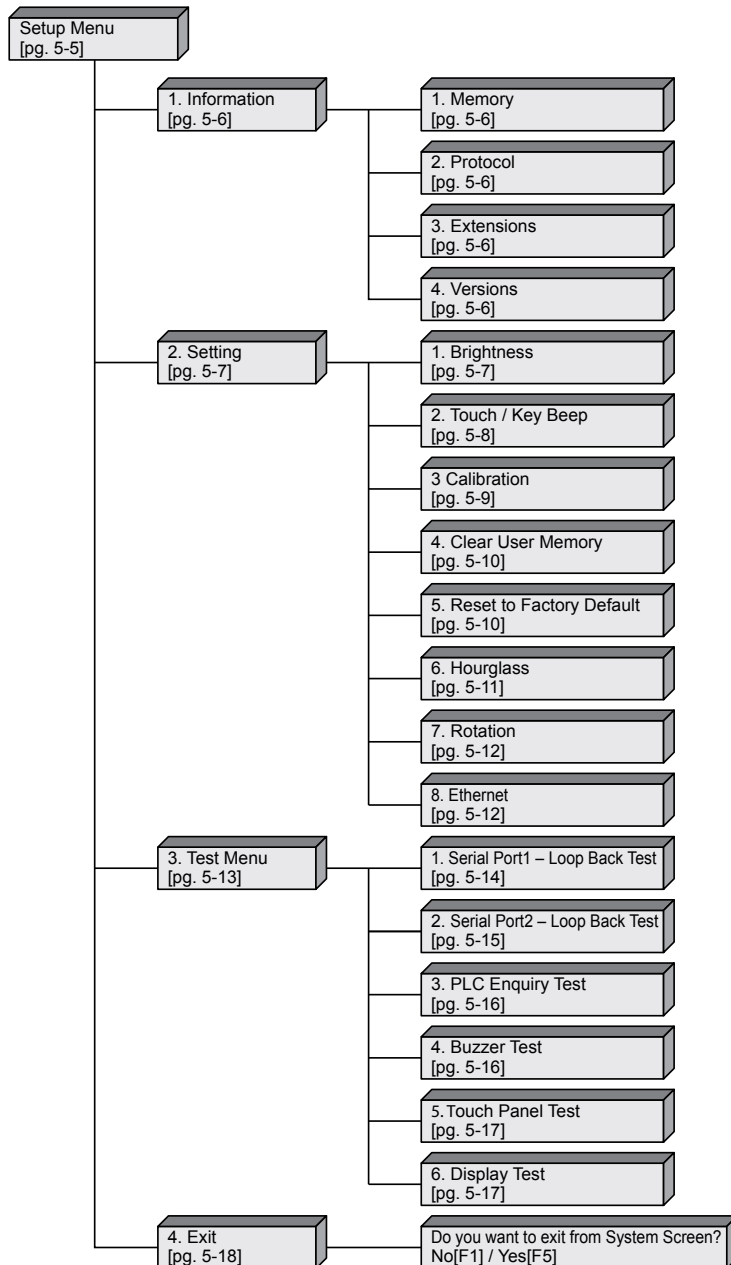 Setup Menu
[pg. 5-5]
1. Information
[pg. 5-6]
1. Memory
[pg. 5-6]
2. Protocol
[pg. 5-6]
3. Extensions
[pg. 5-6]
4. Versions
[pg. 5-6]
2. Setting
[pg. 5-7]
1. Brightness
[pg. 5-7]
2. Touch / Key Beep
[pg. 5-8]
3 Calibration
[pg. 5-9]
4. Clear User Memory
[pg. 5-10]
5. Reset to Factory Default
[pg. 5-10]
6. Hourglass
[pg. 5-11]
7. Rotation
[pg. 5-12]
8. Ethernet
[pg. 5-12]
3. Test Menu
[pg. 5-13]
1. Serial Port1 – Loop Back Test
[pg. 5-14]
2. Serial Port2 – Loop Back Test
[pg. 5-15]
3. PLC Enquiry Test
[pg. 5-16]
4. Buzzer Test
[pg. 5-16]
5.Touch Panel Test
[pg. 5-17]
6. Display Test
[pg. 5-17]
4. Exit
[pg. 5-18]
Do you want to exit from System Screen?
No[F1] / Yes[F5]